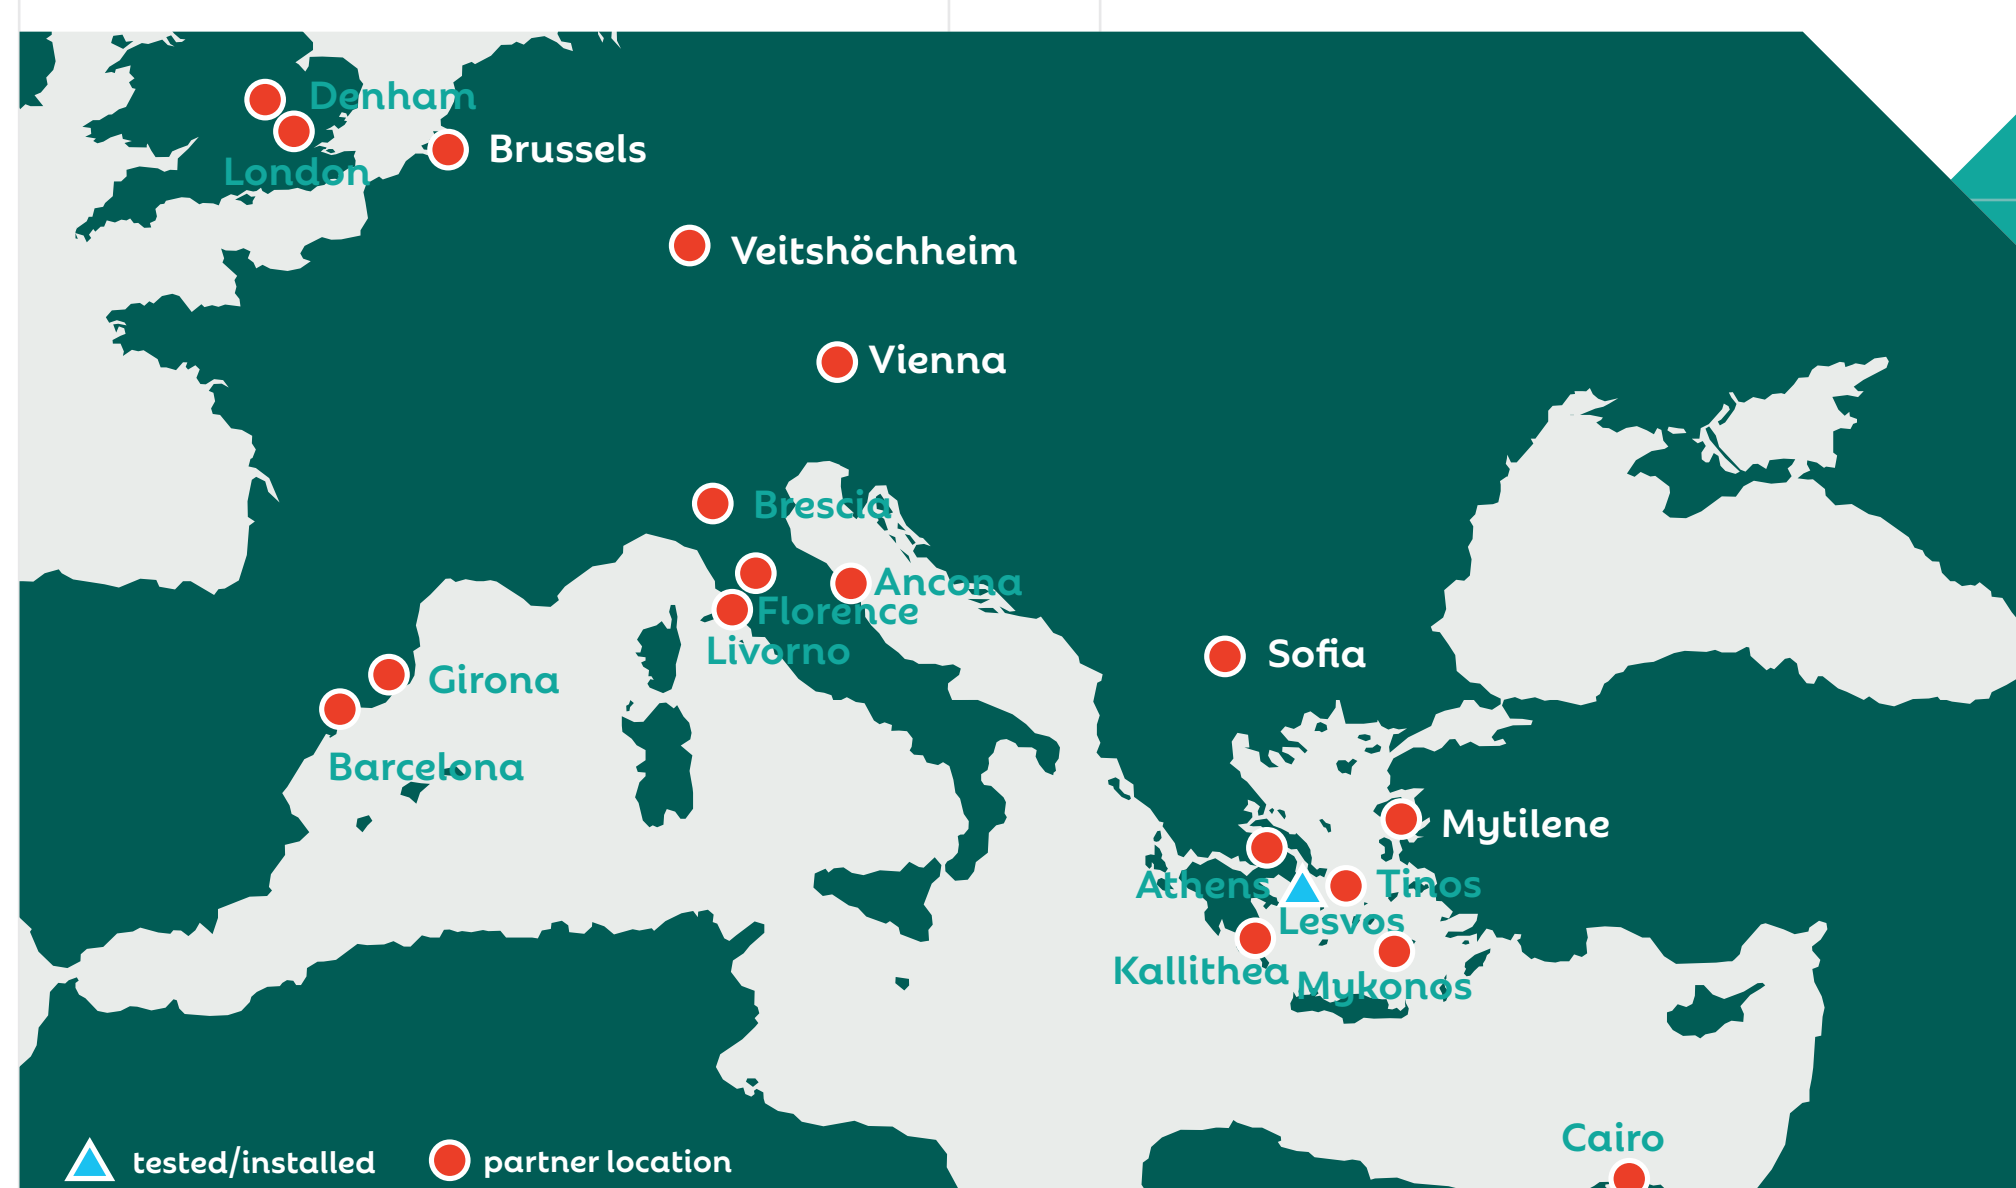 Denham
Brussels
London
Veitshöchheim
Vienna
Brescia
Ancona
Florence
Livorno
Sofia
Girona
Barcelona
Mytilene
Athens
Tinos
Lesvos
Kallithea
Mykonos
Cairo
tested/installed
partner location